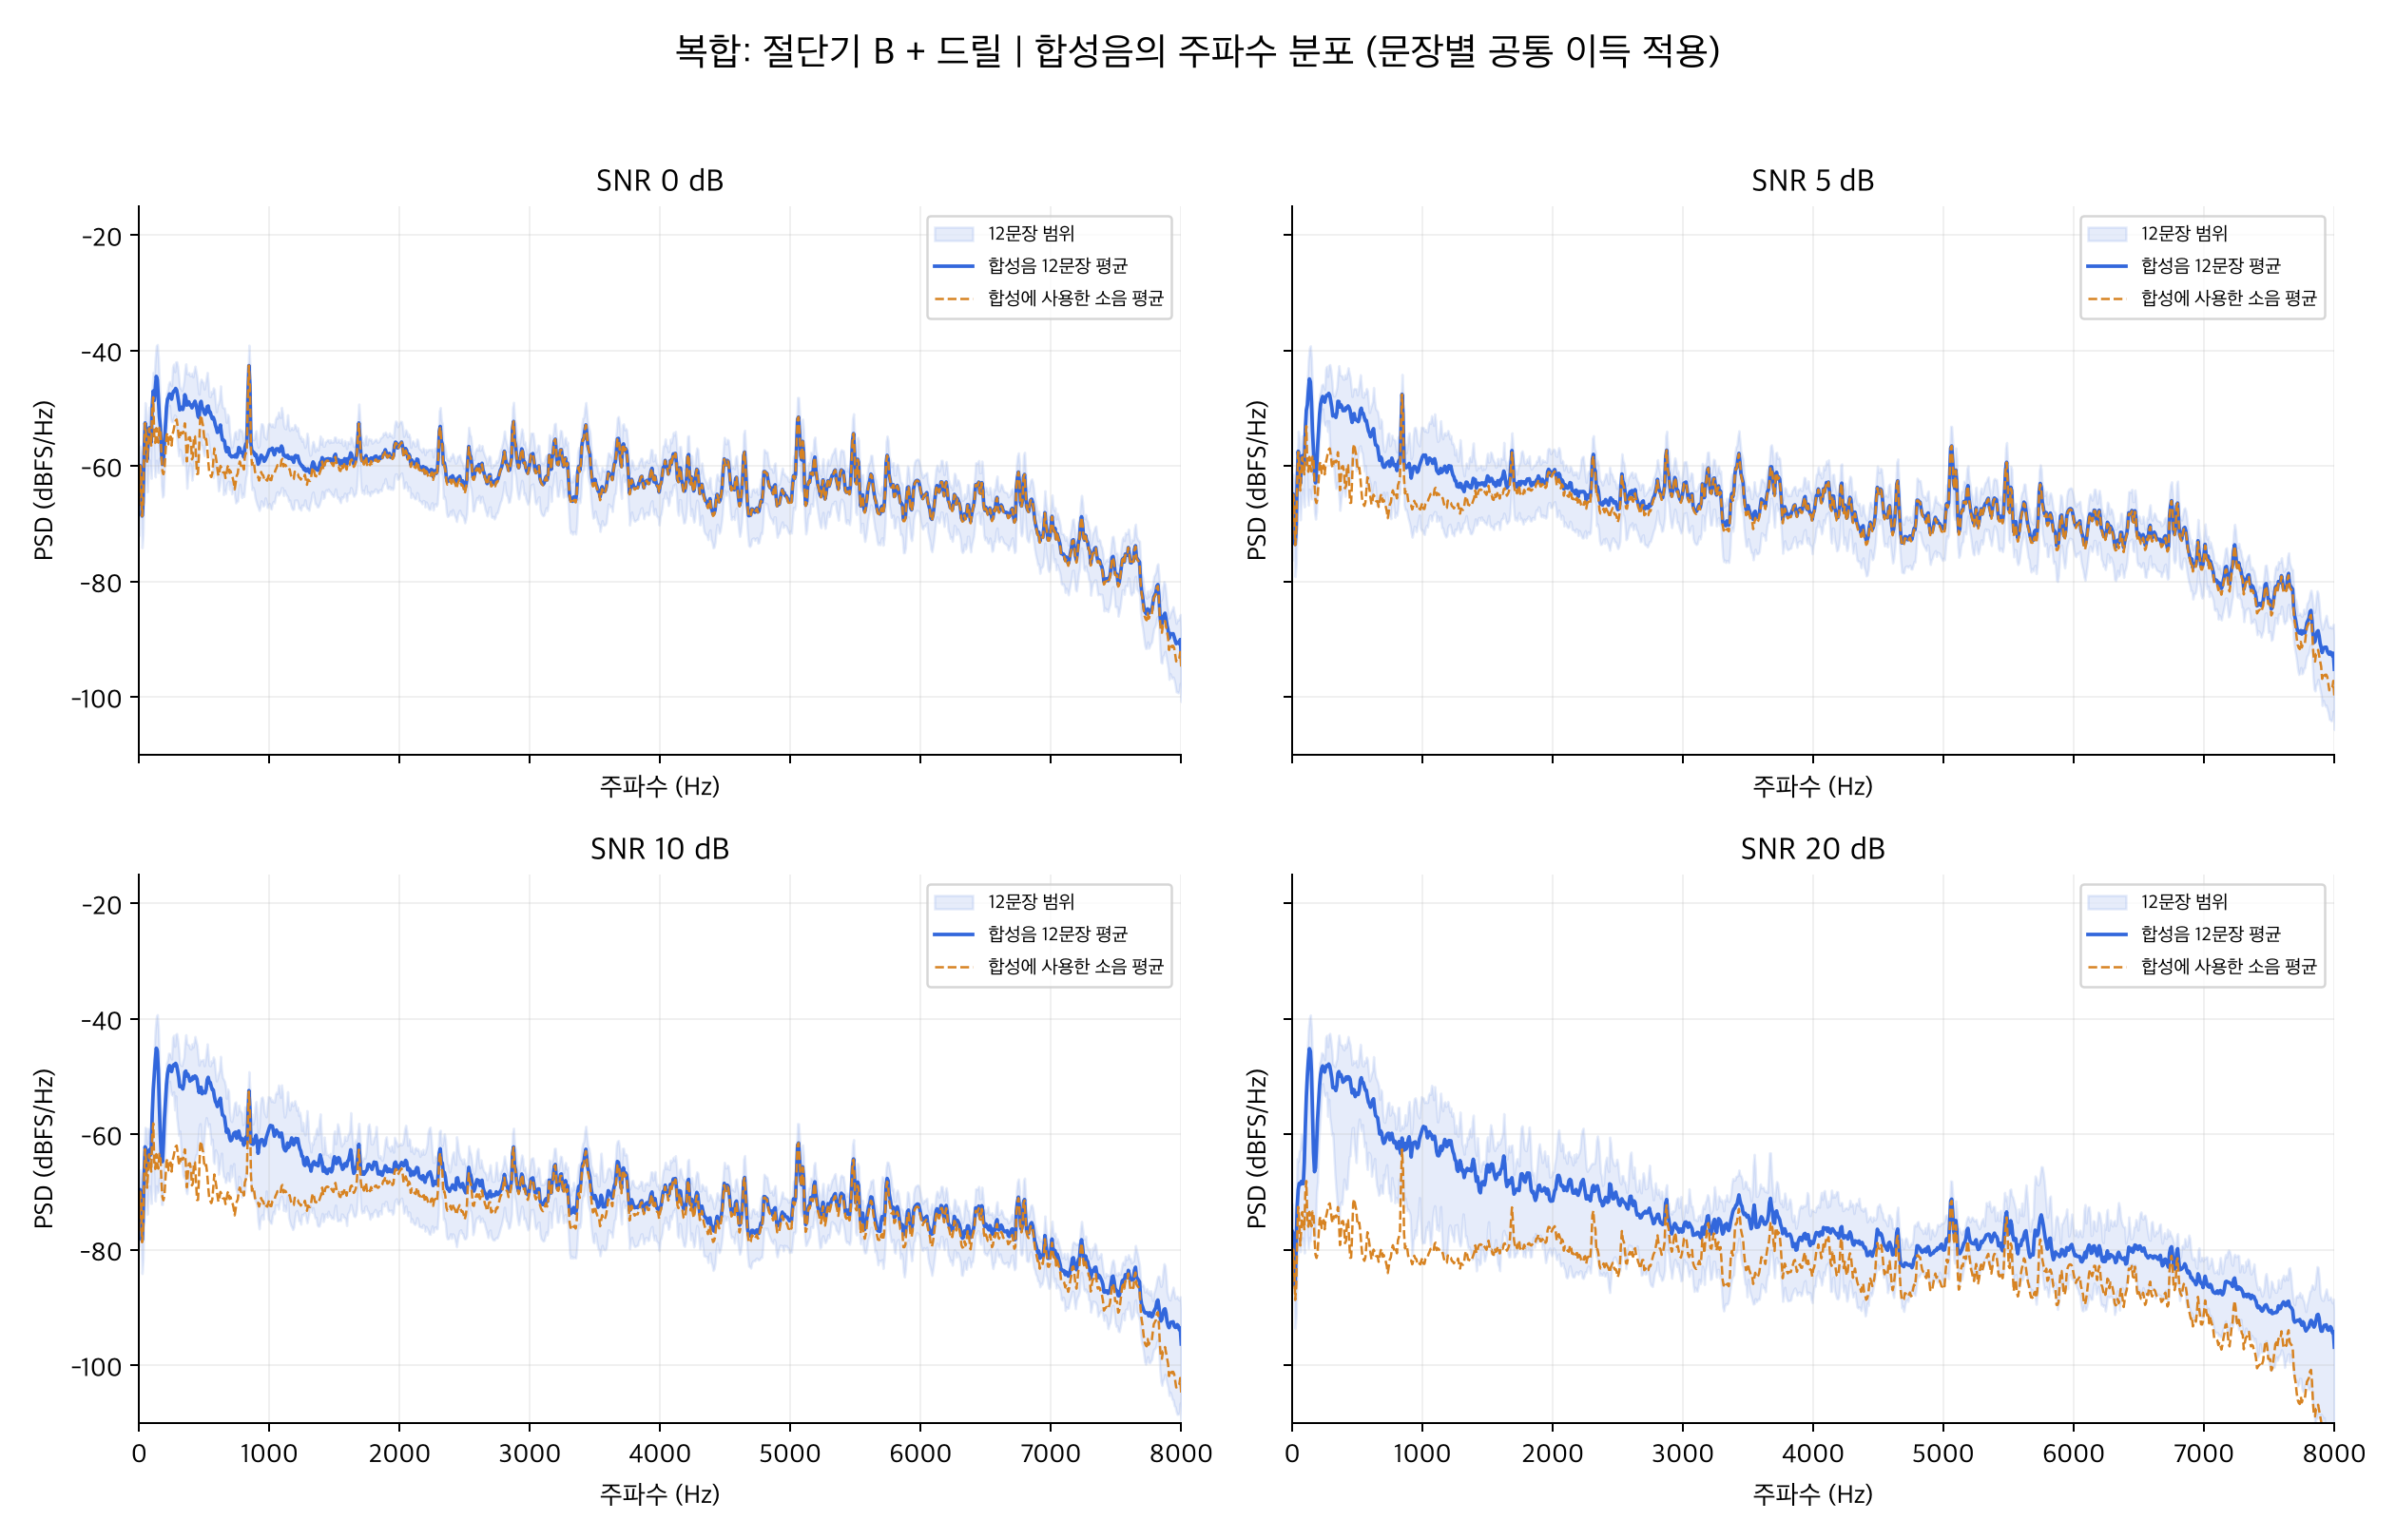 복합: 절단기 B + 드릴 | 합성음의 주파수 분포 (문장별 공통 이득 적용)
SNR 0 dB
12문장 범위
합성음 12문장 평균
합성에 사용한 소음 평균
-20
-40
-60
-80
-100
PSD (dBFS/Hz)
주파수 (Hz)
SNR 5 dB
12문장 범위
합성음 12문장 평균
합성에 사용한 소음 평균
PSD (dBFS/Hz)
주파수 (Hz)
SNR 10 dB
12문장 범위
합성음 12문장 평균
합성에 사용한 소음 평균
-20
-40
-60
-80
-100
PSD (dBFS/Hz)
0 1000 2000 3000 4000 5000 6000 7000 8000
주파수 (Hz)
SNR 20 dB
12문장 범위
합성음 12문장 평균
합성에 사용한 소음 평균
PSD (dBFS/Hz)
0 1000 2000 3000 4000 5000 6000 7000 8000
주파수 (Hz)